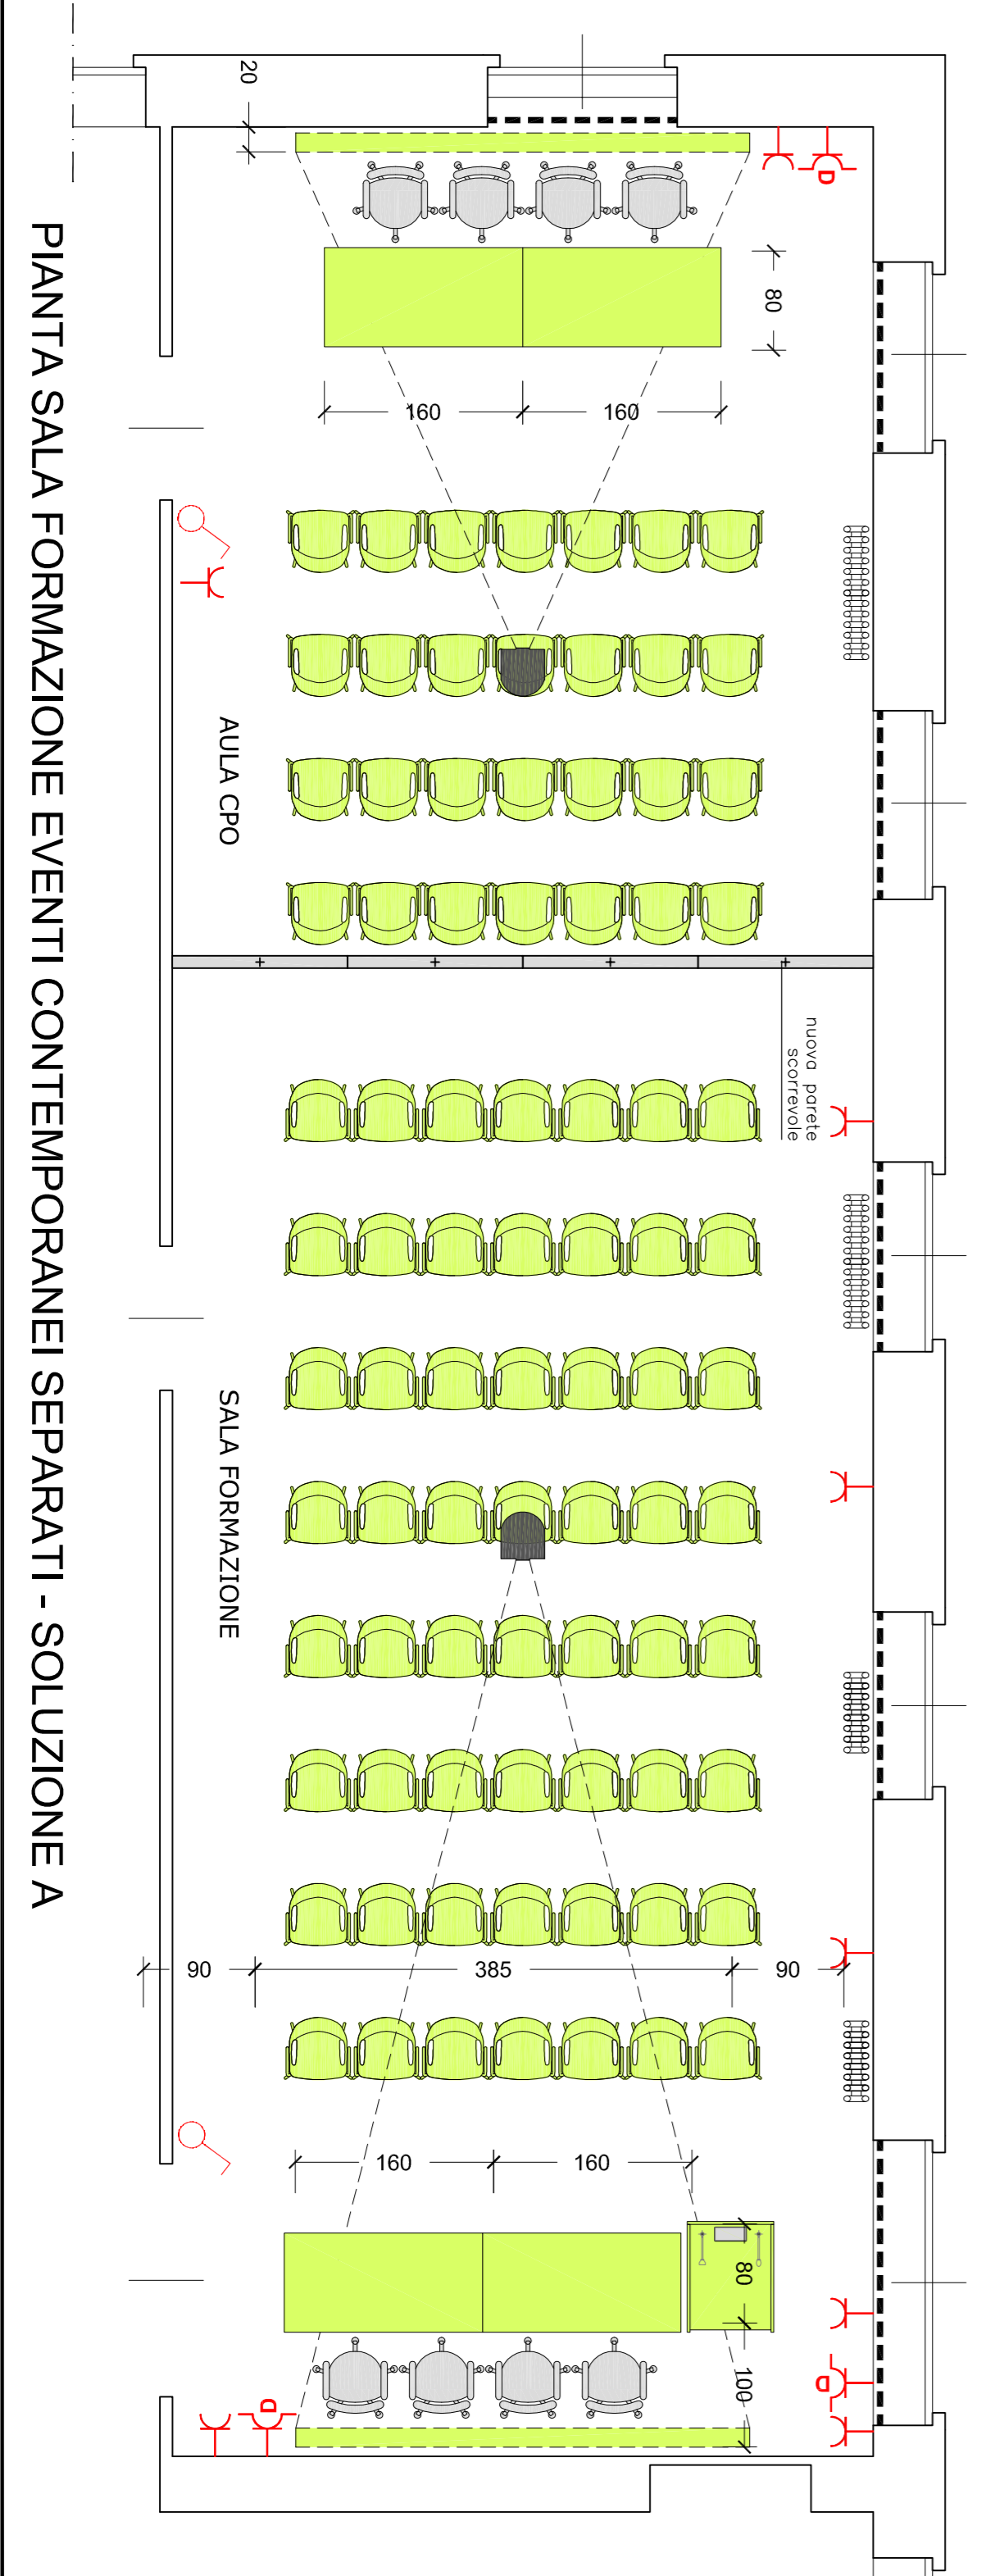 PIANTA SALA FORMAZIONE EVENTI CONTEMPORANEI SEPARATI - SOLUZIONE A
20
D
80
160
160
AULA CPO
nuova parete
scorrevole
SALA FORMAZIONE
90
385
90
160
160
80
100
D
D